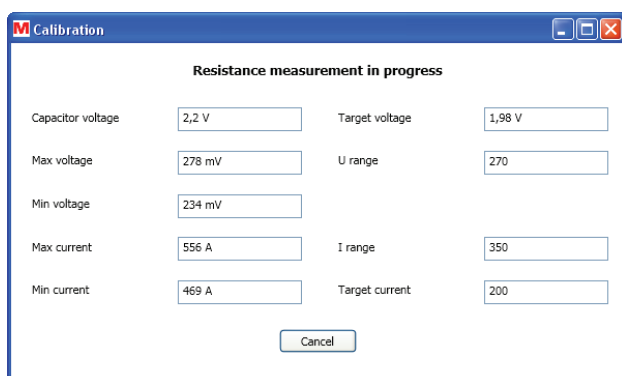 M Calibration
Resistance measurement in progress
Capacitor voltage 2,2 V Target voltage 1,98 V
Max voltage 278 mV U range 270
Min voltage 234 mV
Max current 556 A I range 350
Min current 469 A Target current 200
Cancel